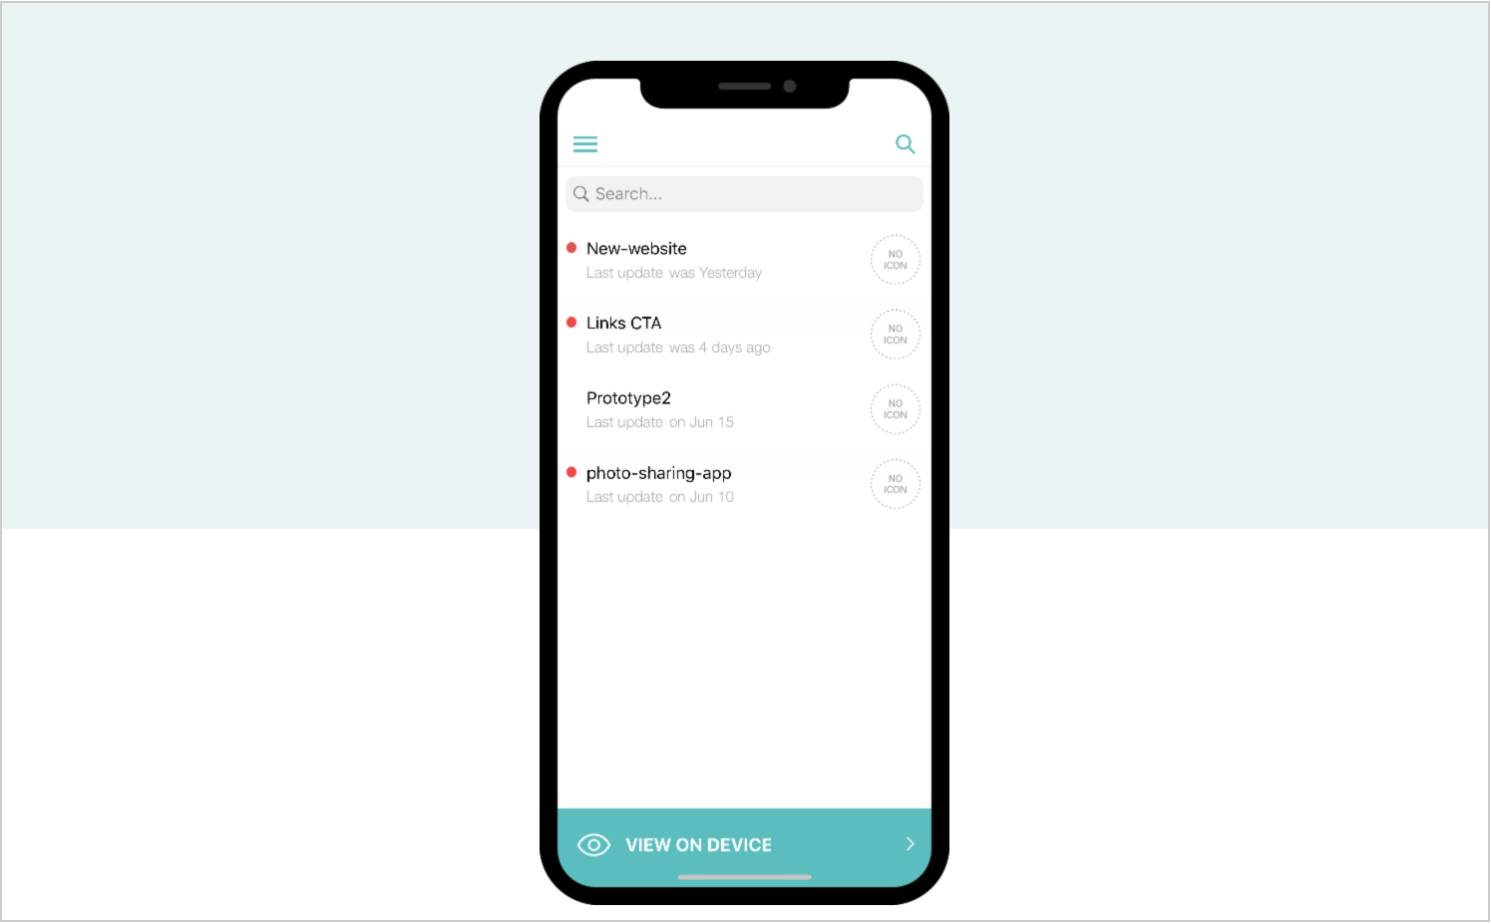 Search...
New-website
Last update was Yesterday
NO
ICON
Links CTA
Last update was 4 days ago
NO
ICON
Prototype2
Last update on Jun 15
NO
ICON
photo-sharing-app
Last update on Jun 10
NO
ICON
VIEW ON DEVICE